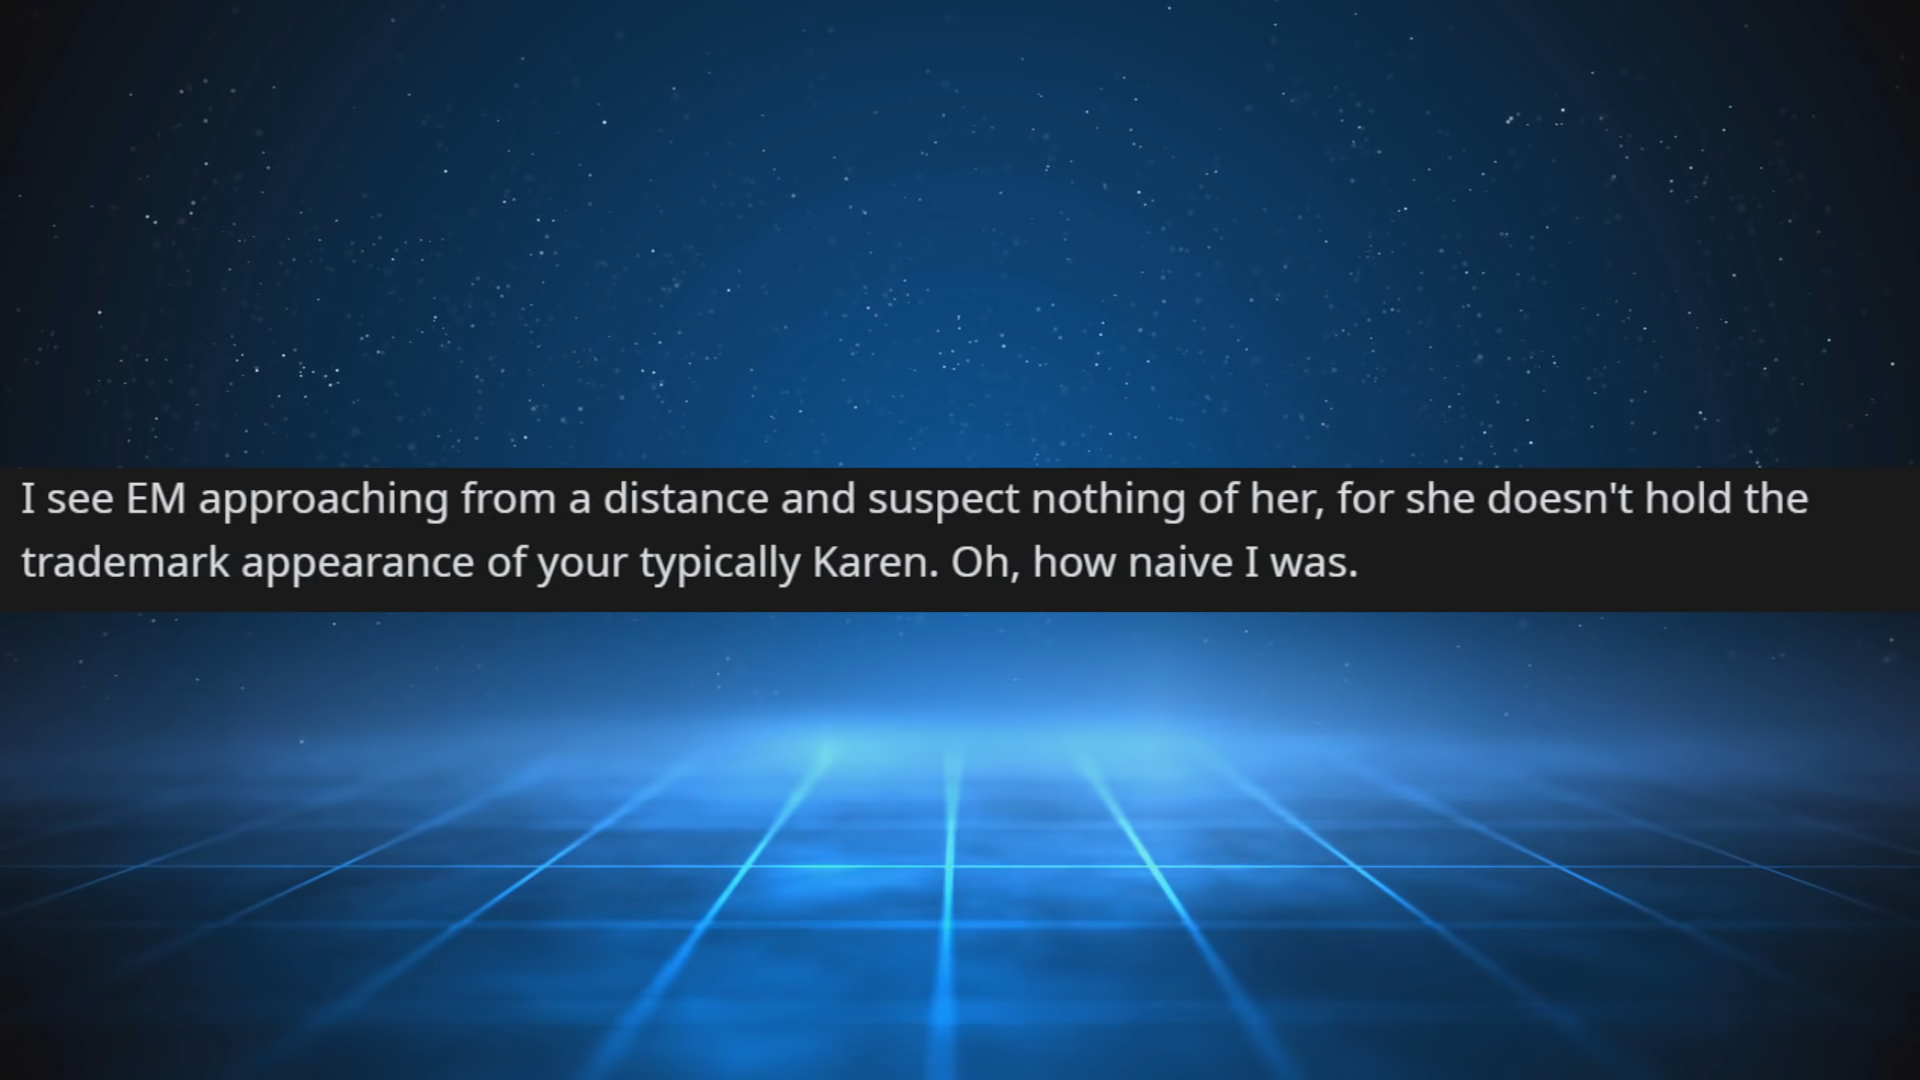 I see EM approaching from a distance and suspect nothing of her, for she doesn't hold the
trademark appearance of your typically Karen. Oh, how naive I was.